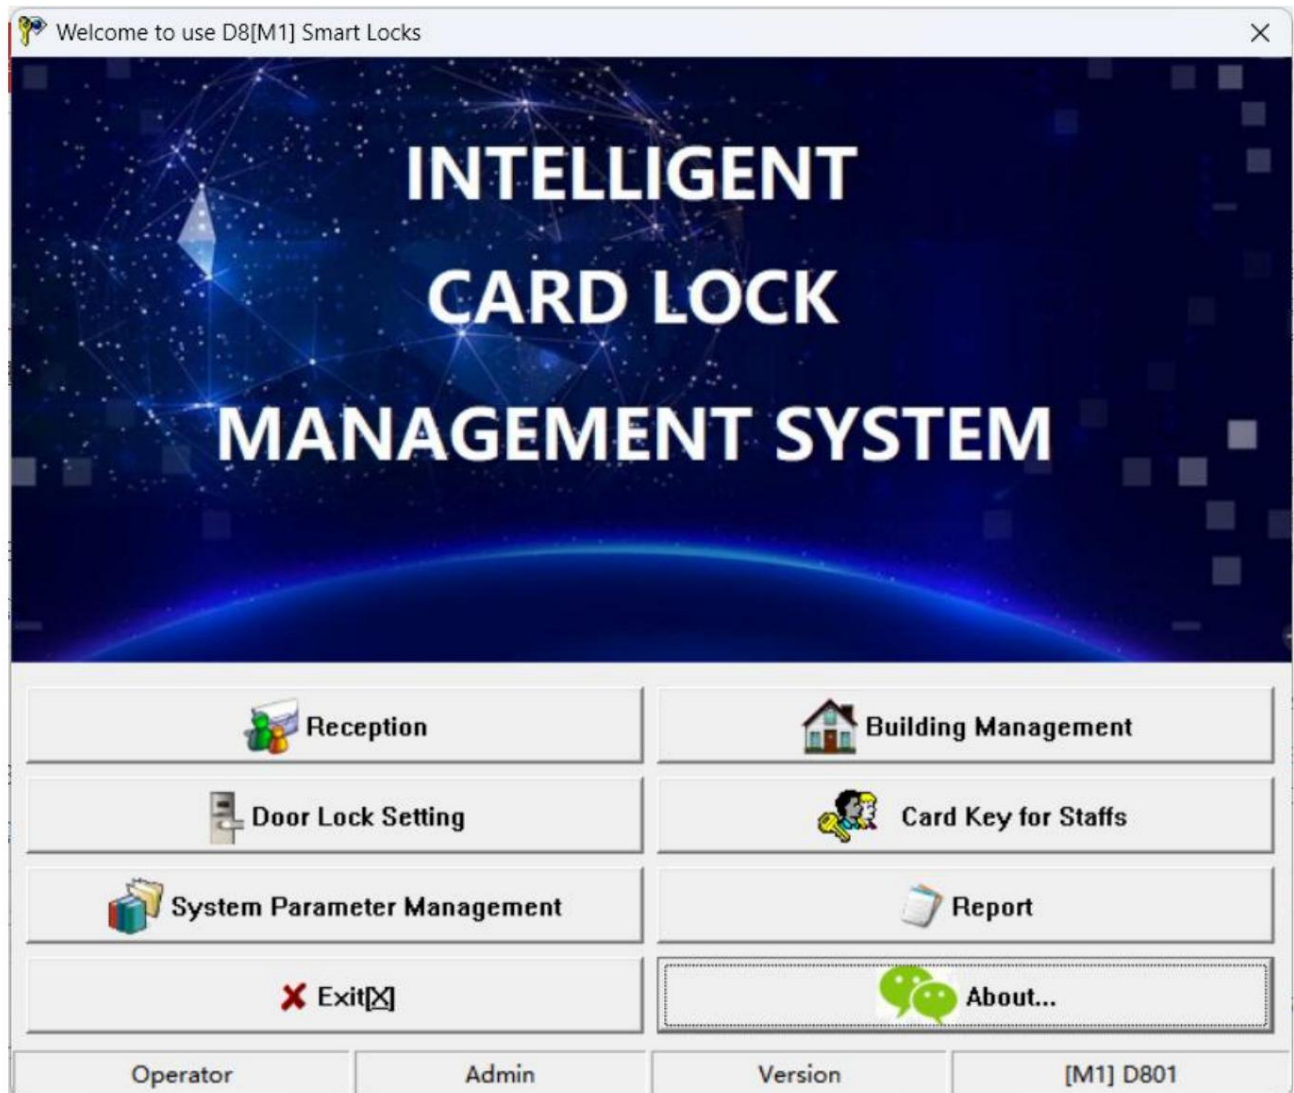 Welcome to use D8[M1] Smart Locks
INTELLIGENT
CARD LOCK
MANAGEMENT SYSTEM
Reception
Building Management
Door Lock Setting
Card Key for Staffs
System Parameter Management
Report
Exit[X]
About...
Operator
Admin
Version
[M1] D801